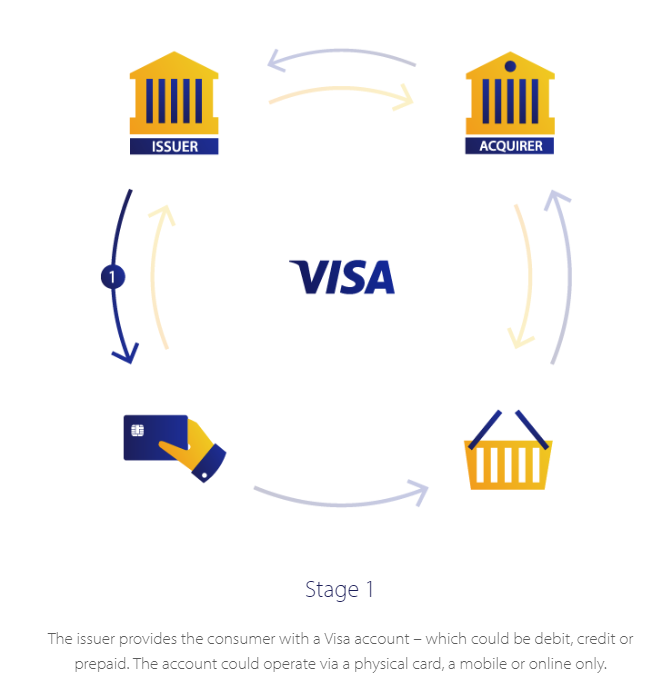 ISSUER
ACQUIRER
1
VISA
Stage 1
The issuer provides the consumer with a Visa account – which could be debit, credit or
prepaid. The account could operate via a physical card, a mobile or online only.